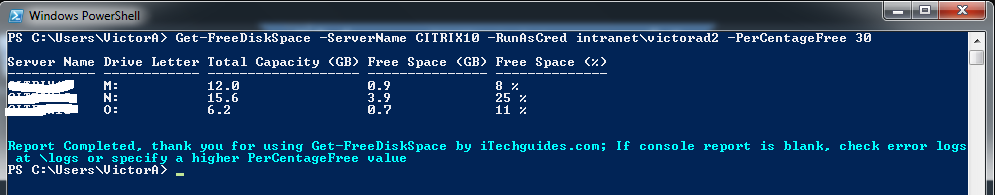 Windows PowerShell
PS C:\Users\VictorA> Get-FreeDiskSpace -ServerName CITRIX10 -RunAsCred intranet\victorad2 -PerCentageFree 30
Server Name Drive Letter Total Capacity (GB) Free Space (GB) Free Space (%)
----------- ------------ ------------------- --------------- --------------
M: 12.0 0.9 8 %
N: 15.6 3.9 25 %
O: 6.2 0.7 11 %
Report Completed, thank you for using Get-FreeDiskSpace by iTechguides.com; If console report is blank, check error logs
at \logs or specify a higher PerCentageFree value
PS C:\Users\VictorA> _